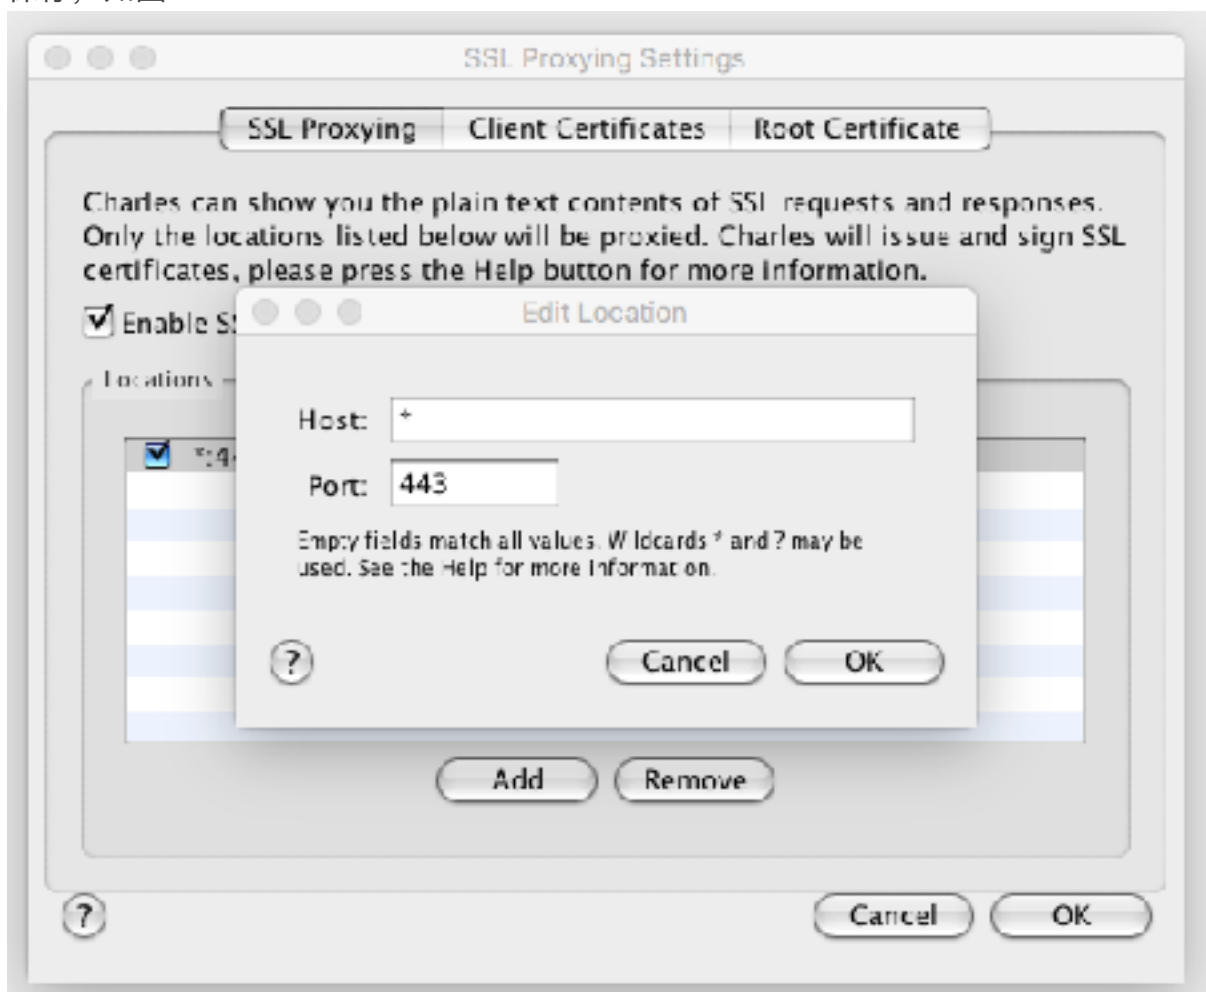 SSL Proxying Settings
SSL Proxying
Client Certificates
Root Certificate
Charles can show you the plain text contents of SSL requests and responses.
Only the locations listed below will be proxied. Charles will issue and sign SSL
certificates, please press the Help button for more information.
Enable
Edit Location
Locations
Host: *
*:4
Port: 443
Empty fields match all values. Wildcards * and ? may be
used. See the Help for more information.
?
Cancel
OK
Add
Remove
?
Cancel
OK